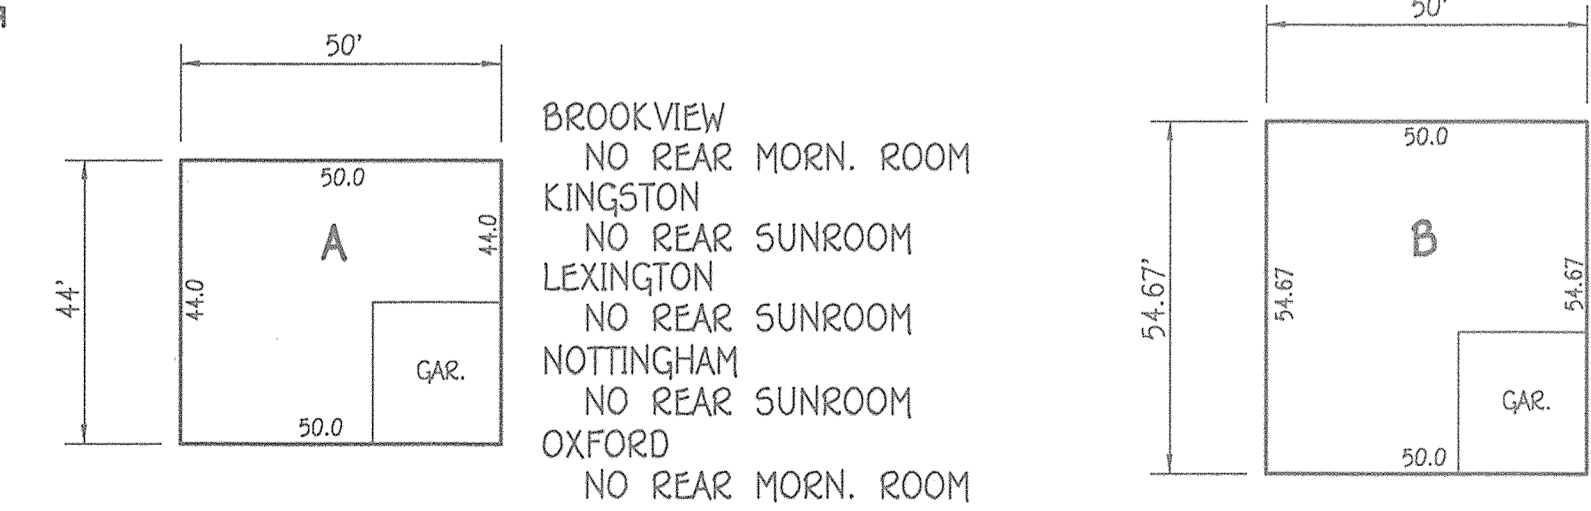 50'
50.0
A
44.0
44.0
44'
GAR.
50.0
BROOKVIEW
NO REAR MORN. ROOM
KINGSTON
NO REAR SUNROOM
LEXINGTON
NO REAR SUNROOM
NOTTINGHAM
NO REAR SUNROOM
OXFORD
NO REAR MORN. ROOM
50'
50.0
B
54.67'
54.67
54.67
GAR.
50.0